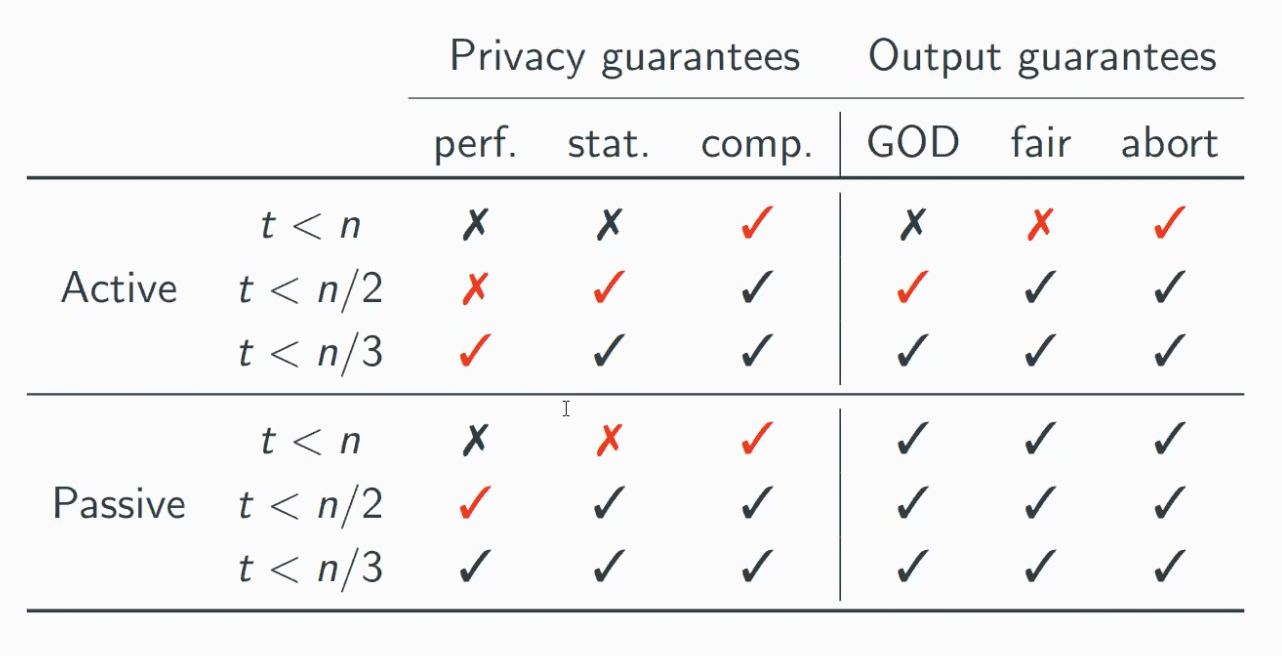 Privacy guarantees Output guarantees
perf. stat. comp. GOD fair abort
t < n ✗ ✗ ✓ ✗ ✗ ✓
Active t < n/2 ✗ ✓ ✓ ✓ ✓ ✓
t < n/3 ✓ ✓ ✓ ✓ ✓ ✓
t < n ✗ ✗ ✓ ✓ ✓ ✓
Passive t < n/2 ✓ ✓ ✓ ✓ ✓ ✓
t < n/3 ✓ ✓ ✓ ✓ ✓ ✓